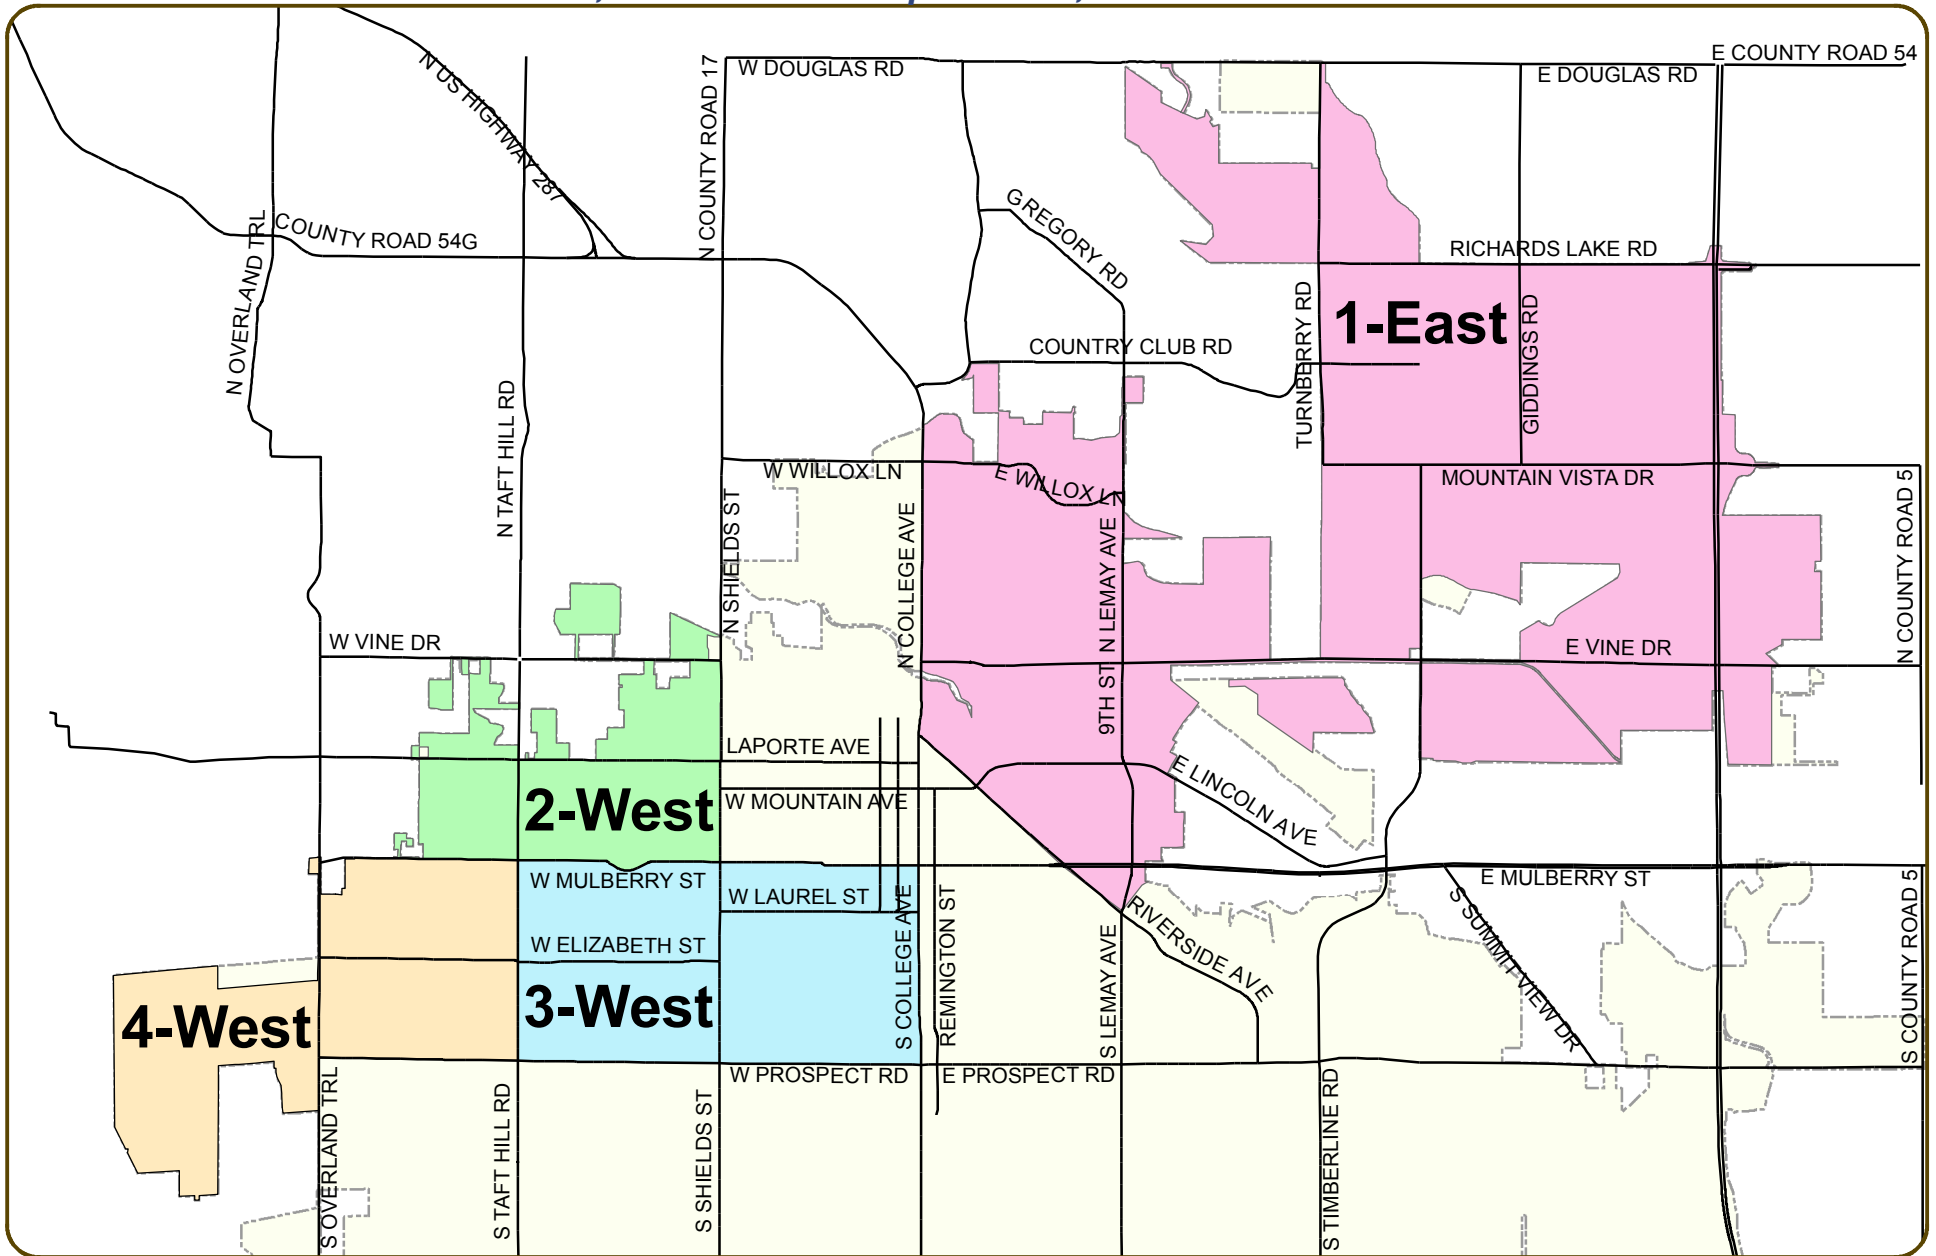 E COUNTY ROAD 54
W DOUGLAS RD
E DOUGLAS RD
N US HIGHWAY 287
N COUNTY ROAD 17
GREGORY RD
N OVERLAND TRL
COUNTY ROAD 54G
RICHARDS LAKE RD
TURNBERRY RD
1-East
GIDDINGS RD
COUNTRY CLUB RD
N TAFT HILL RD
W WILLOX LN
E WILLOX LN
MOUNTAIN VISTA DR
N COUNTY ROAD 5
N SHIELDS ST
N COLLEGE AVE
9TH ST
N LEMAY AVE
W VINE DR
E VINE DR
LAPORTE AVE
2-West
W MOUNTAIN AVE
E LINCOLN AVE
W MULBERRY ST
E MULBERRY ST
W LAUREL ST
S COLLEGE AVE
REMINGTON ST
RIVERSIDE AVE
S SUMMIT VIEW DR
S COUNTY ROAD 5
W ELIZABETH ST
S LEMAY AVE
4-West
3-West
W PROSPECT RD
E PROSPECT RD
S OVERLAND TRL
S TAFT HILL RD
S SHIELDS ST
S TIMBERLINE RD